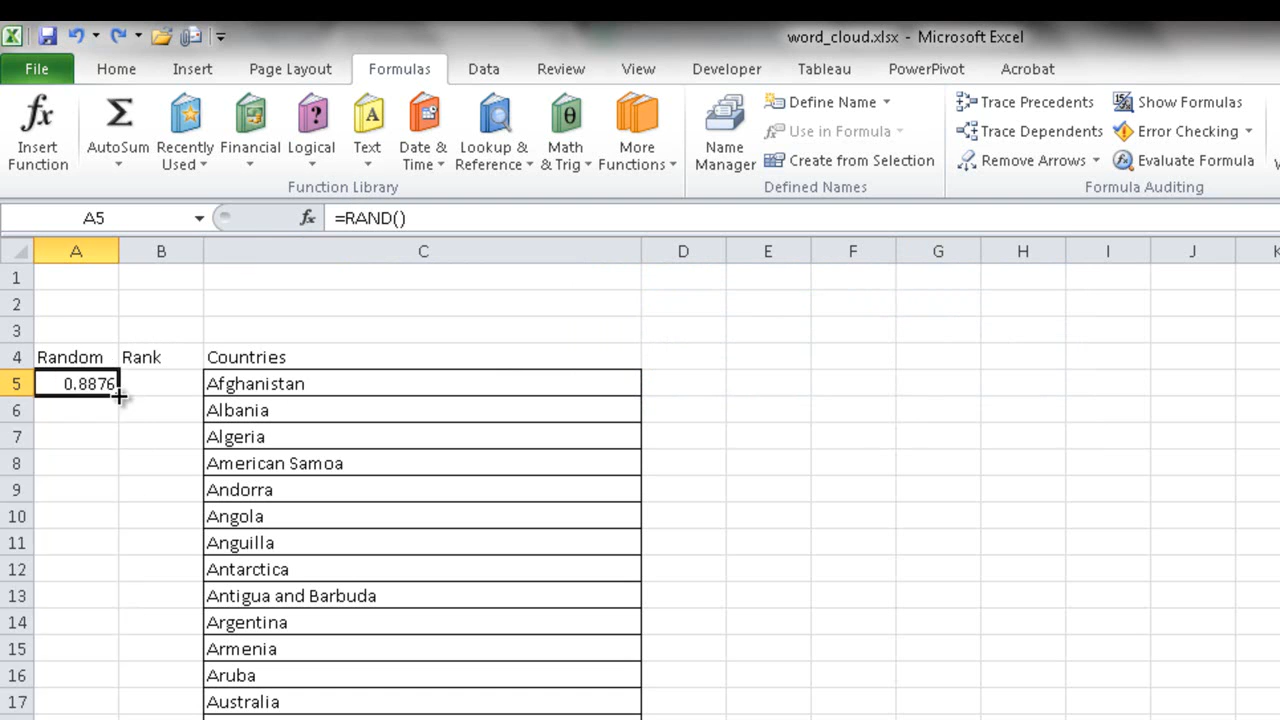 word_cloud.xlsx - Microsoft Excel
File Home Insert Page Layout Formulas Data Review View Developer Tableau PowerPivot Acrobat
fx Insert Function
Σ AutoSum
Recently Used
Financial
? Logical
A Text
Date & Time
Lookup & Reference
θ Math & Trig
More Functions
Function Library
Name Manager
Define Name
Use in Formula
Create from Selection
Defined Names
Trace Precedents
Trace Dependents
Remove Arrows
Show Formulas
Error Checking
Evaluate Formula
Formula Auditing
A5 fx =RAND()
A B C D E F G H I J K
1
2
3
4 Random Rank Countries
5 0.8876 Afghanistan
6 Albania
7 Algeria
8 American Samoa
9 Andorra
10 Angola
11 Anguilla
12 Antarctica
13 Antigua and Barbuda
14 Argentina
15 Armenia
16 Aruba
17 Australia